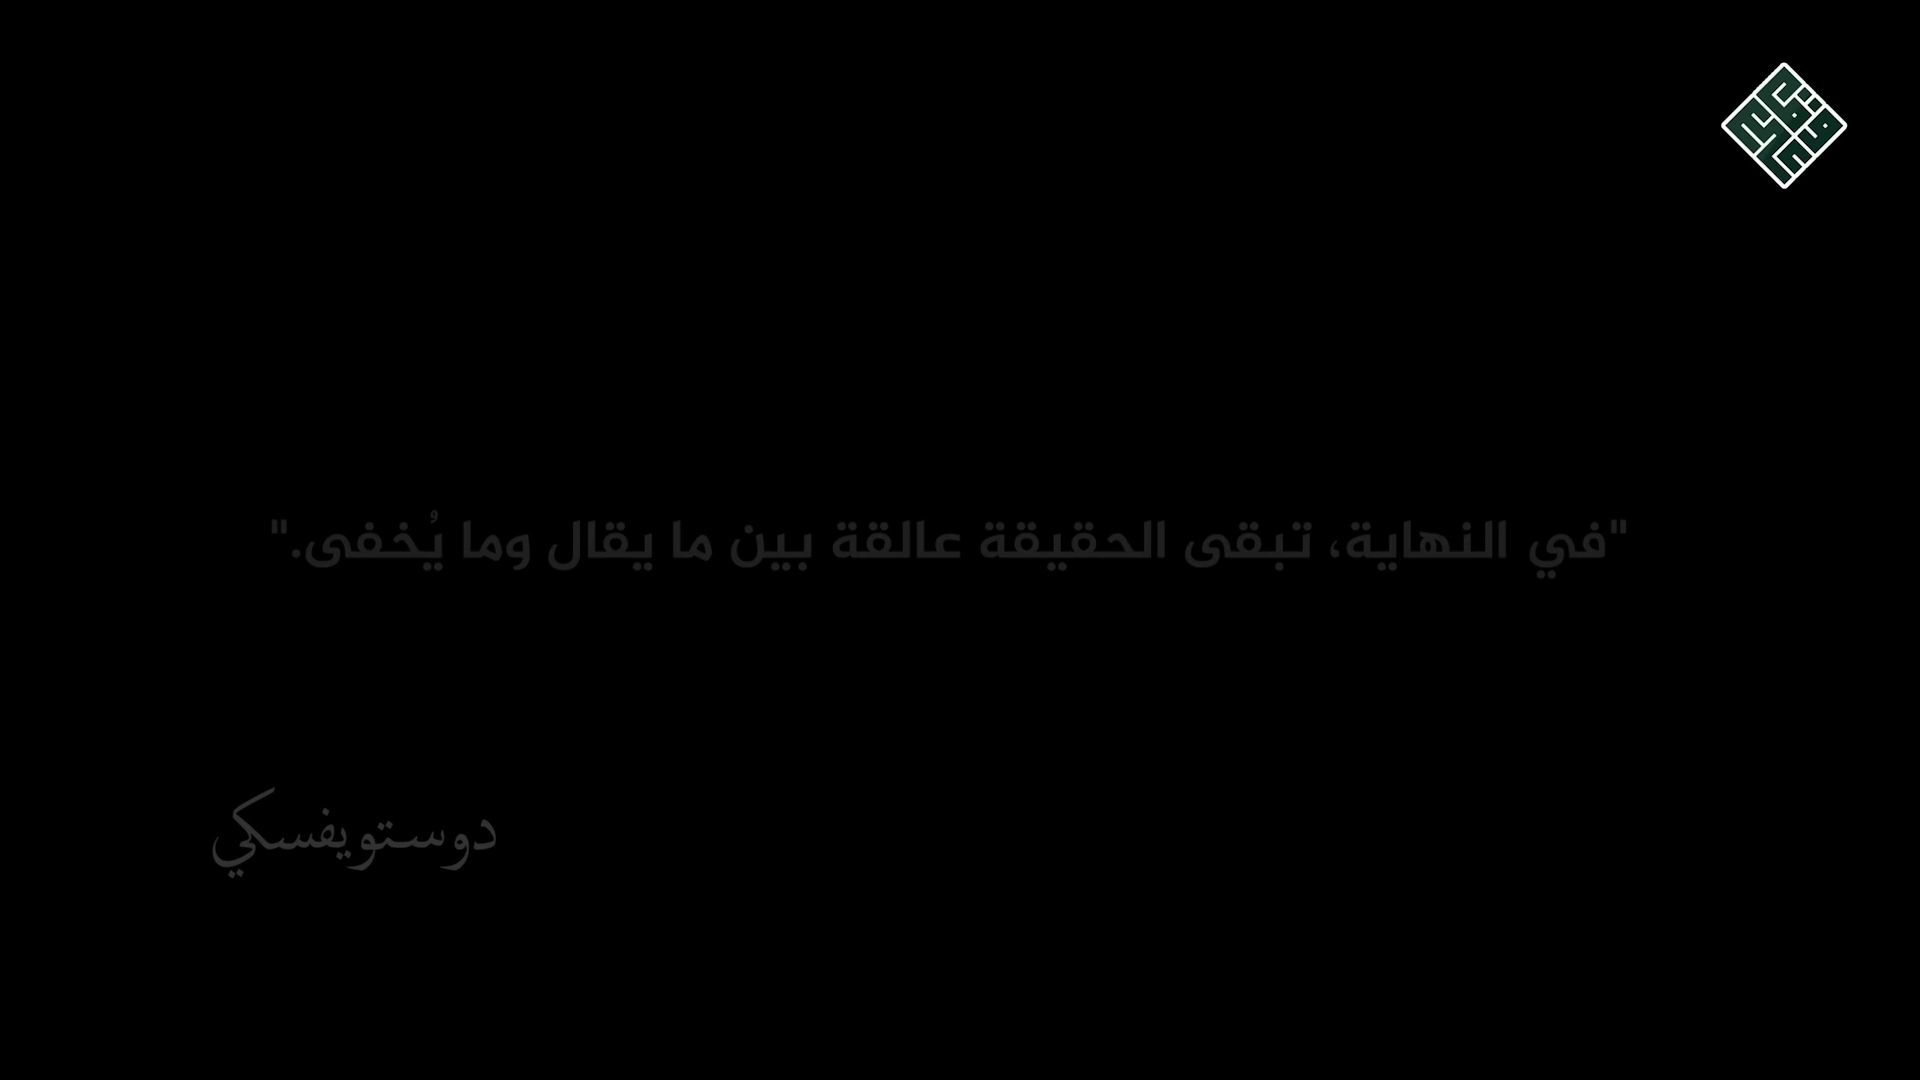 "في النهاية، تبقى الحقيقة عالقة بين ما يقال وما يُخفى."
دوستويفسكي